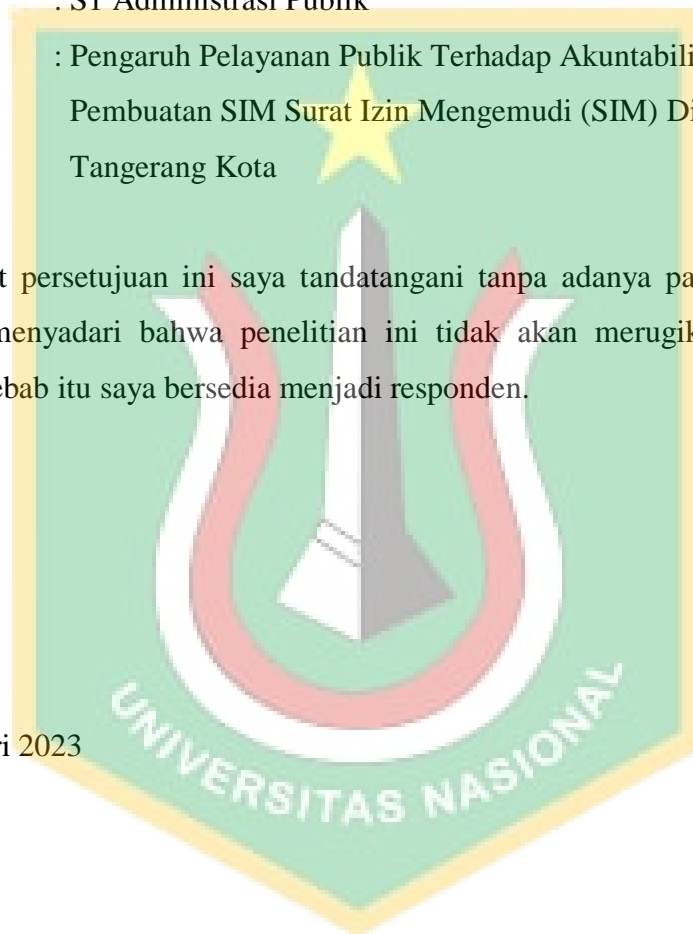 : S1 Administrasi Publik
: Pengaruh Pelayanan Publik Terhadap Akuntabili
Pembuatan SIM Surat Izin Mengemudi (SIM) Di
Tangerang Kota
t persetujuan ini saya tandatangani tanpa adanya pa
menyadari bahwa penelitian ini tidak akan merugik
ebab itu saya bersedia menjadi responden.
ri 2023
UNIVERSITAS NASIONAL